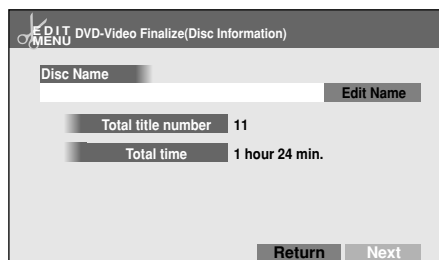 EDIT
MENU DVD-Video Finalize(Disc Information)
Disc Name
Edit Name
Total title number 11
Total time 1 hour 24 min.
Return Next